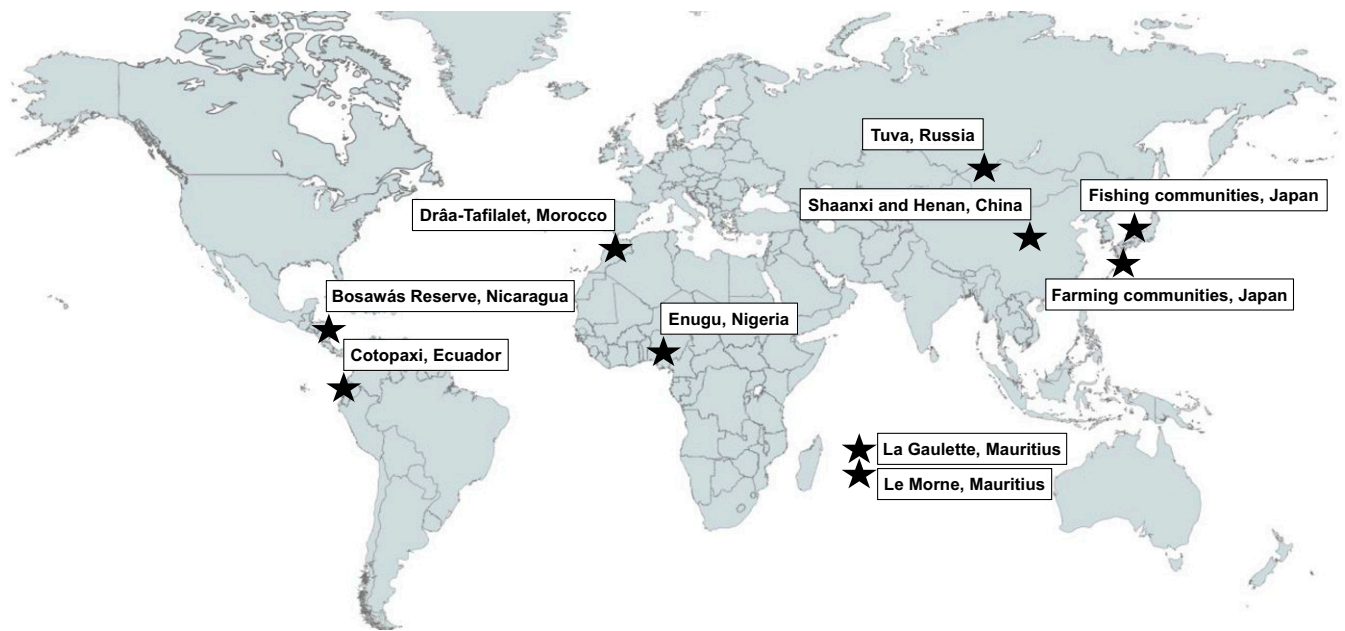 Tuva, Russia
Shaanxi and Henan, China
Fishing communities, Japan
Drâa-Tafilalet, Morocco
Farming communities, Japan
Bosawás Reserve, Nicaragua
Enugu, Nigeria
Cotopaxi, Ecuador
La Gaulette, Mauritius
Le Morne, Mauritius